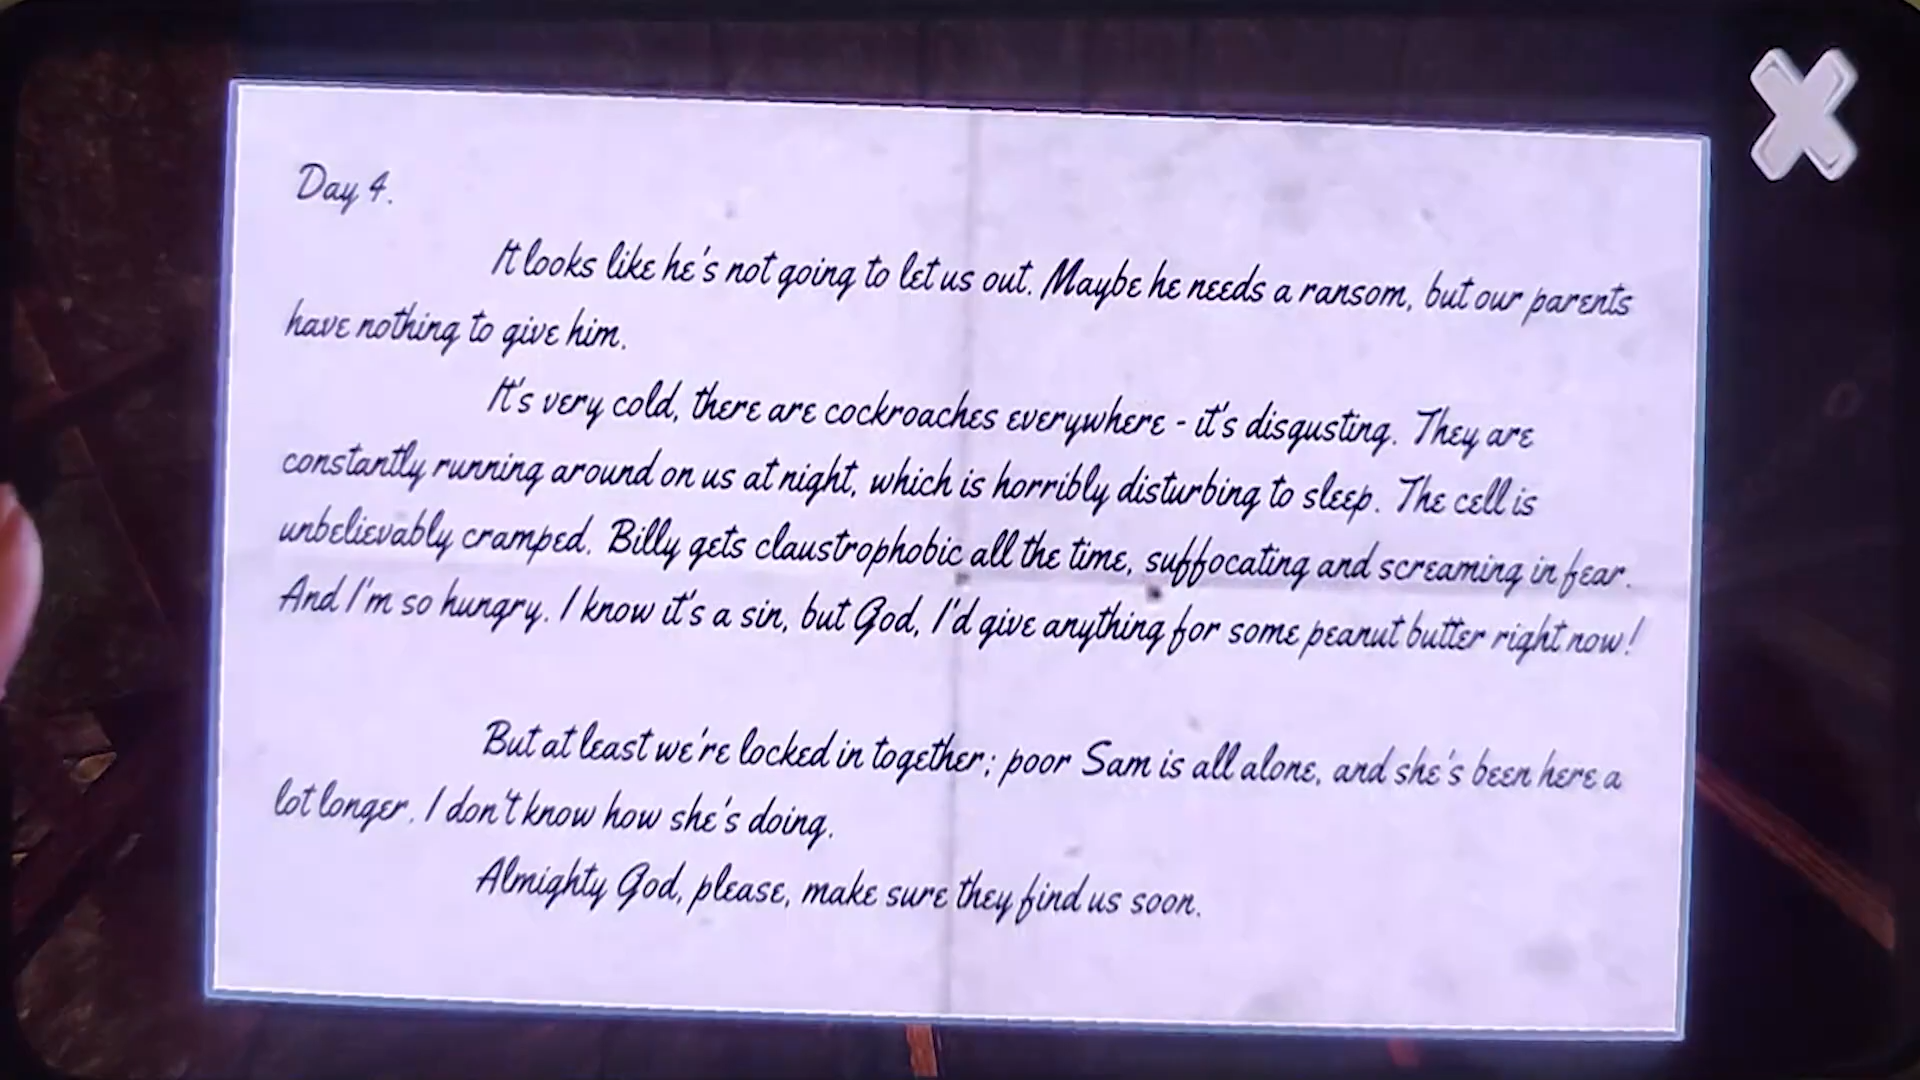 Day 4.
It looks like he's not going to let us out. Maybe he needs a ransom, but our parents
have nothing to give him.
It's very cold, there are cockroaches everywhere - it's disgusting. They are
constantly running around on us at night, which is horribly disturbing to sleep. The cell is
unbelievably cramped. Billy gets claustrophobic all the time, suffocating and screaming in fear.
And I'm so hungry. I know it's a sin, but God, I'd give anything for some peanut butter right now!
But at least we're locked in together; poor Sam is all alone, and she's been here a
lot longer. I don't know how she's doing.
Almighty God, please, make sure they find us soon.